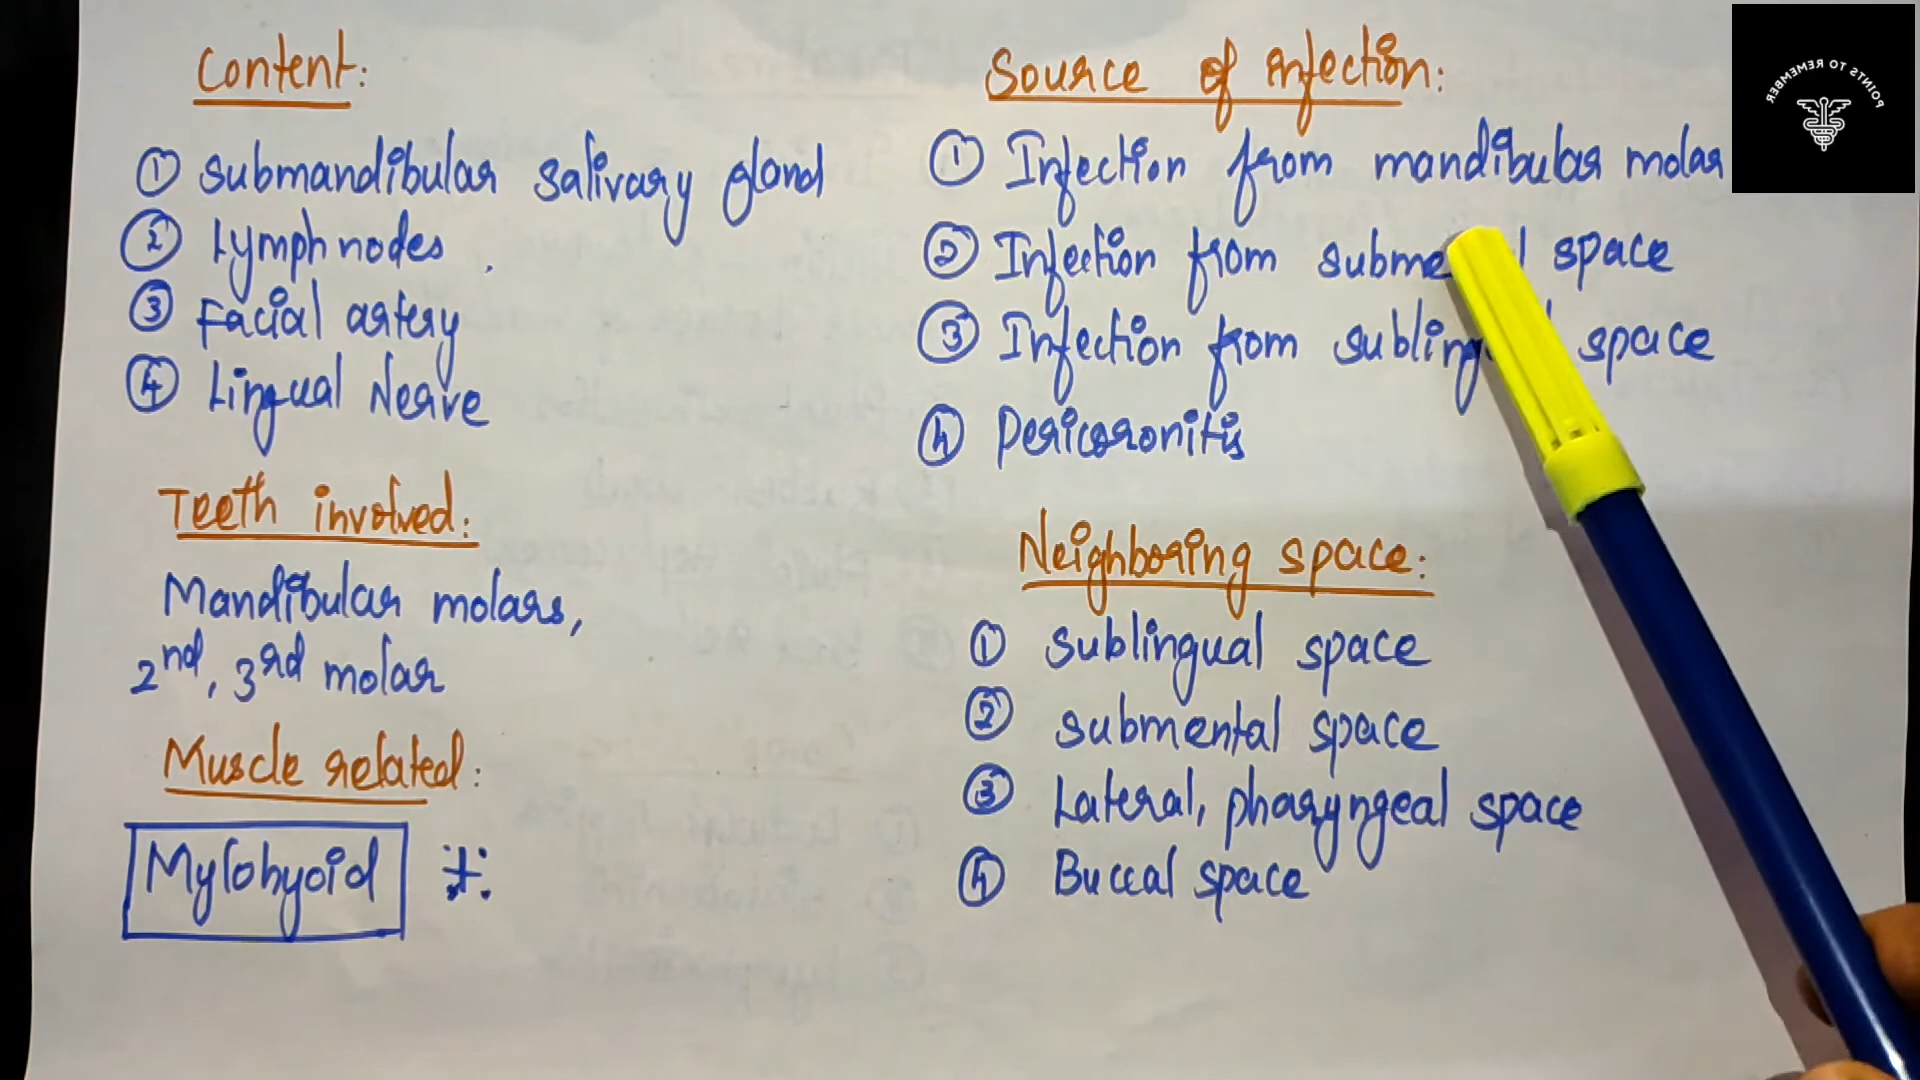 Content:
① Submandibular salivary gland
② Lymph nodes
③ Facial artery
④ Lingual Nerve
Teeth involved:
Mandibular molars,
2nd, 3rd molar
Muscle related:
Mylohyoid
Source of infection:
① Infection from mandibular molar
② Infection from space
③ Infection from space
④ Pericoronitis
Neighboring space:
① Sublingual space
② Submental space
③ Lateral, pharyngeal space
④ Buccal space
POINTS TO REMEMBER